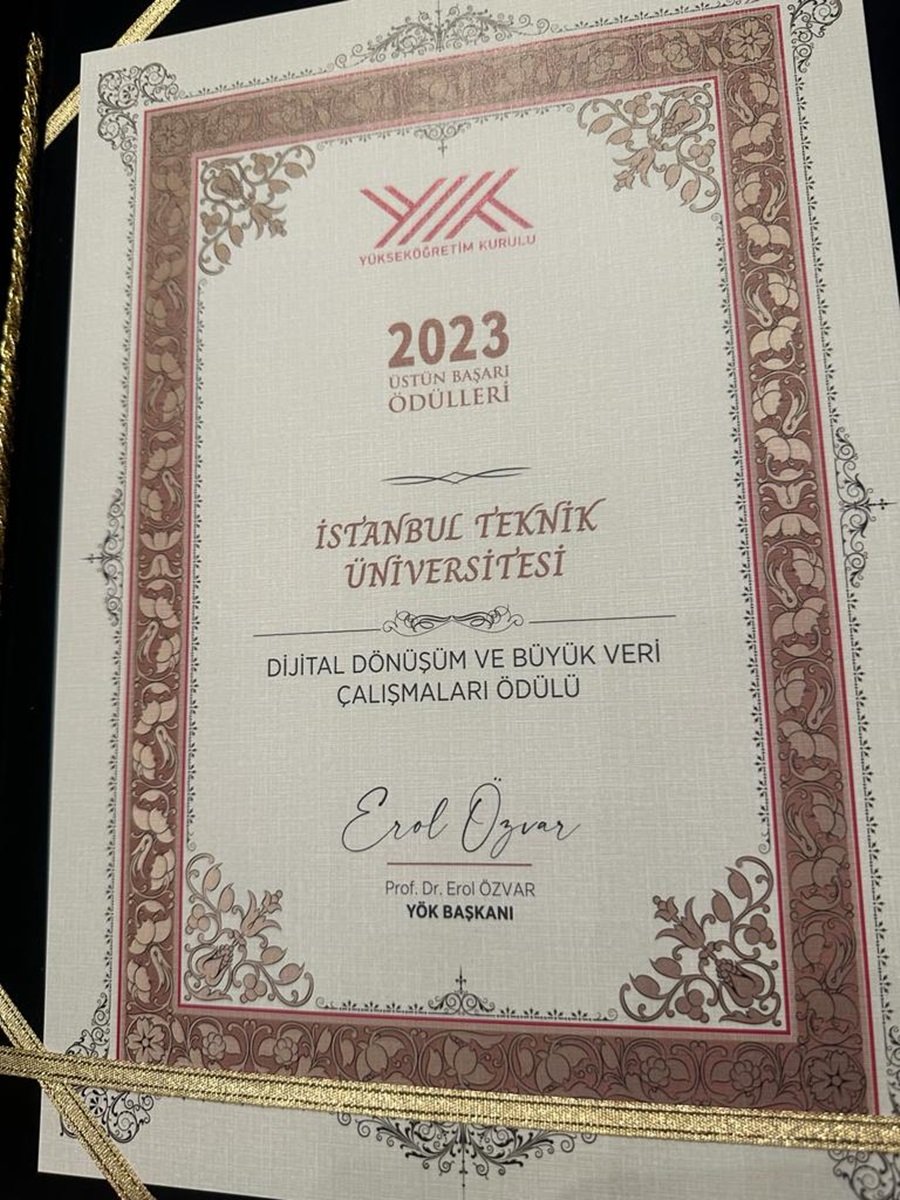 YÖK
YÜKSEKÖĞRETİM KURULU
2023
ÜSTÜN BAŞARI
ÖDÜLLERİ
İSTANBUL TEKNİK
ÜNİVERSİTESİ
DİJİTAL DÖNÜŞÜM VE BÜYÜK VERİ
ÇALIŞMALARI ÖDÜLÜ
Erol Özvar
Prof. Dr. Erol ÖZVAR
YÖK BAŞKANI